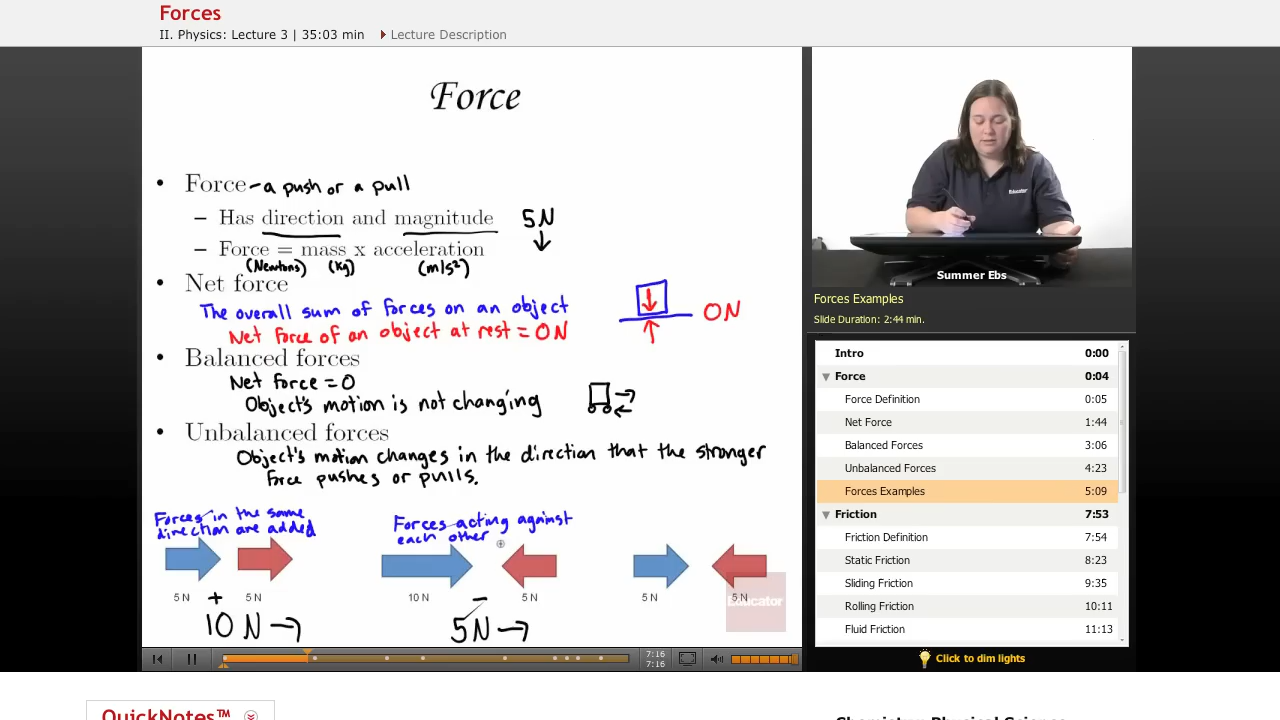 Forces
II. Physics: Lecture 3 | 35:03 min
Lecture Description
Force
• Force - a push or a pull
– Has direction and magnitude 5N
– Force = mass x acceleration
(Newtons) (kg) (m/s²)
• Net force
The overall sum of forces on an object
Net force of an object at rest = 0N
0N
• Balanced forces
Net force = 0
Object's motion is not changing
• Unbalanced forces
Object's motion changes in the direction that the stronger
force pushes or pulls.
Forces in the same
direction are added
5 N + 5 N
10 N →
Forces acting against
each other
10 N – 5 N
5N →
5 N 5 N
Educator
Educator
Summer Ebs
Forces Examples
Slide Duration: 2:44 min.
Intro 0:00
Force 0:04
Force Definition 0:05
Net Force 1:44
Balanced Forces 3:06
Unbalanced Forces 4:23
Forces Examples 5:09
Friction 7:53
Friction Definition 7:54
Static Friction 8:23
Sliding Friction 9:35
Rolling Friction 10:11
Fluid Friction 11:13
7:16
7:16
Click to dim lights
QuickNotes™
Chemistry: Physical Science